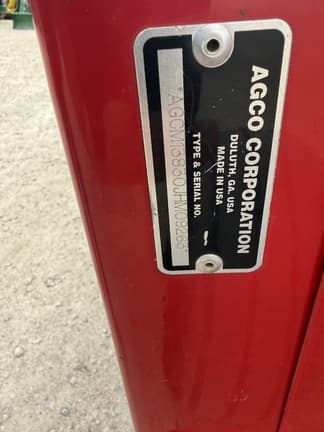 AGCO CORPORATION
DULUTH, GA. USA
MADE IN USA
TYPE & SERIAL NO.